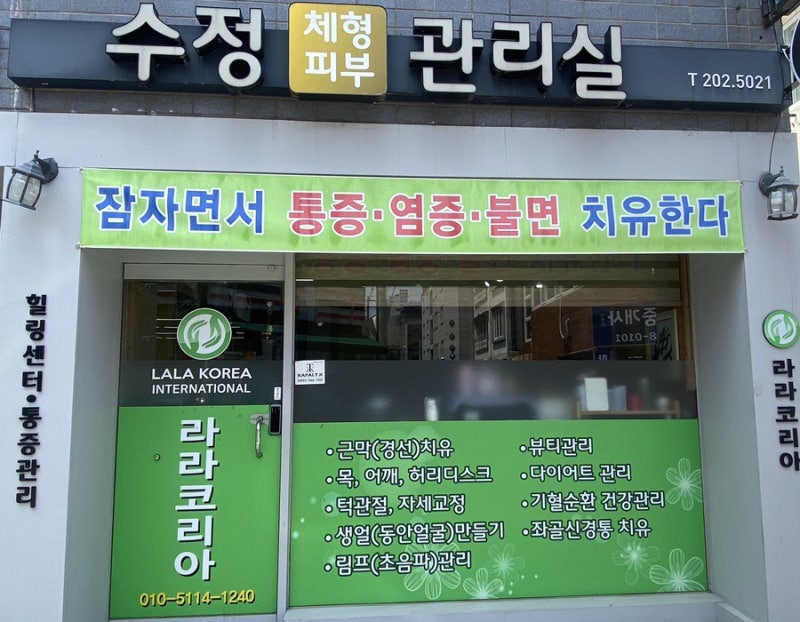 수정 체형 피부 관리실
T 202.5021
잠자면서 통증·염증·불면 치유한다
힐링센터·통증관리
LALA KOREA
INTERNATIONAL
라라코리아
010-5114-1240
•근막(경선)치유
•목, 어깨, 허리디스크
•턱관절, 자세교정
•생얼(동안얼굴)만들기
•림프(초음파)관리
•뷰티관리
•다이어트 관리
•기혈순환 건강관리
•좌골신경통 치유
중개사
8-0101
라라코리아